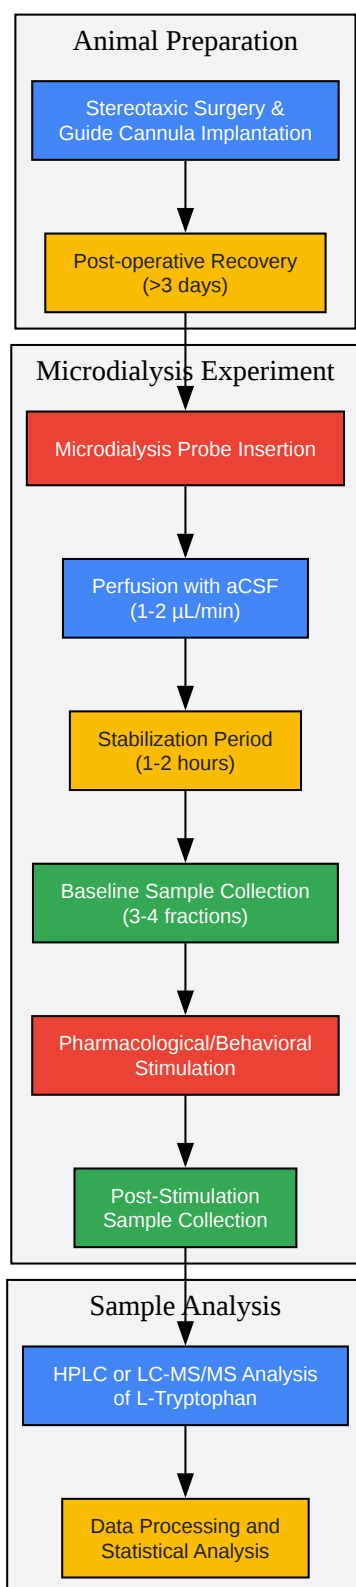 Animal Preparation
Stereotaxic Surgery &
Guide Cannula Implantation
Post-operative Recovery
(>3 days)
Microdialysis Experiment
Microdialysis Probe Insertion
Perfusion with aCSF
(1-2 µL/min)
Stabilization Period
(1-2 hours)
Baseline Sample Collection
(3-4 fractions)
Pharmacological/Behavioral
Stimulation
Post-Stimulation
Sample Collection
Sample Analysis
HPLC or LC-MS/MS Analysis
of L-Tryptophan
Data Processing and
Statistical Analysis